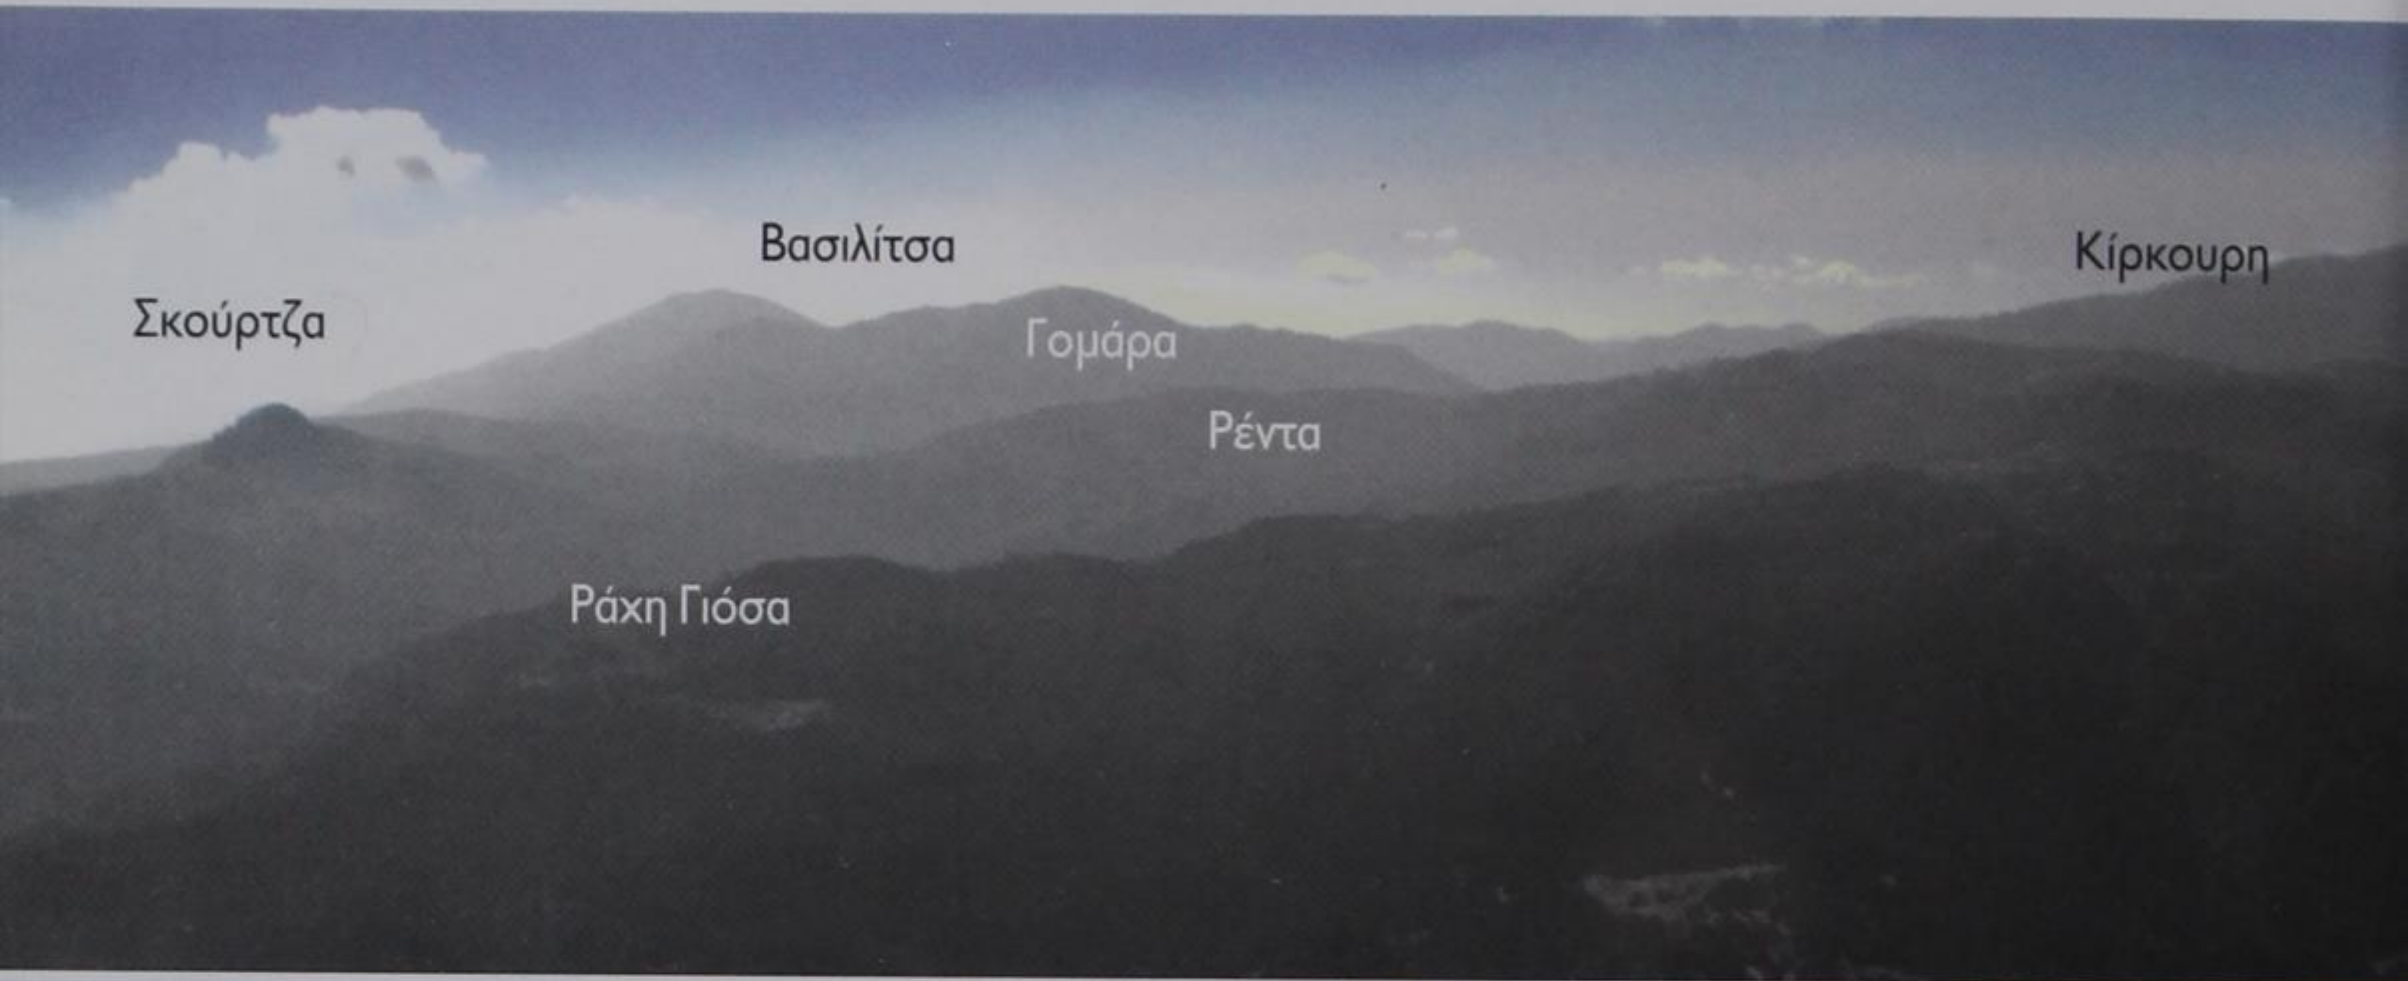 Βασιλίτσα
Κίρκουρη
Σκούρτζα
Γομάρα
Ρέντα
Ράχη Γιόσα